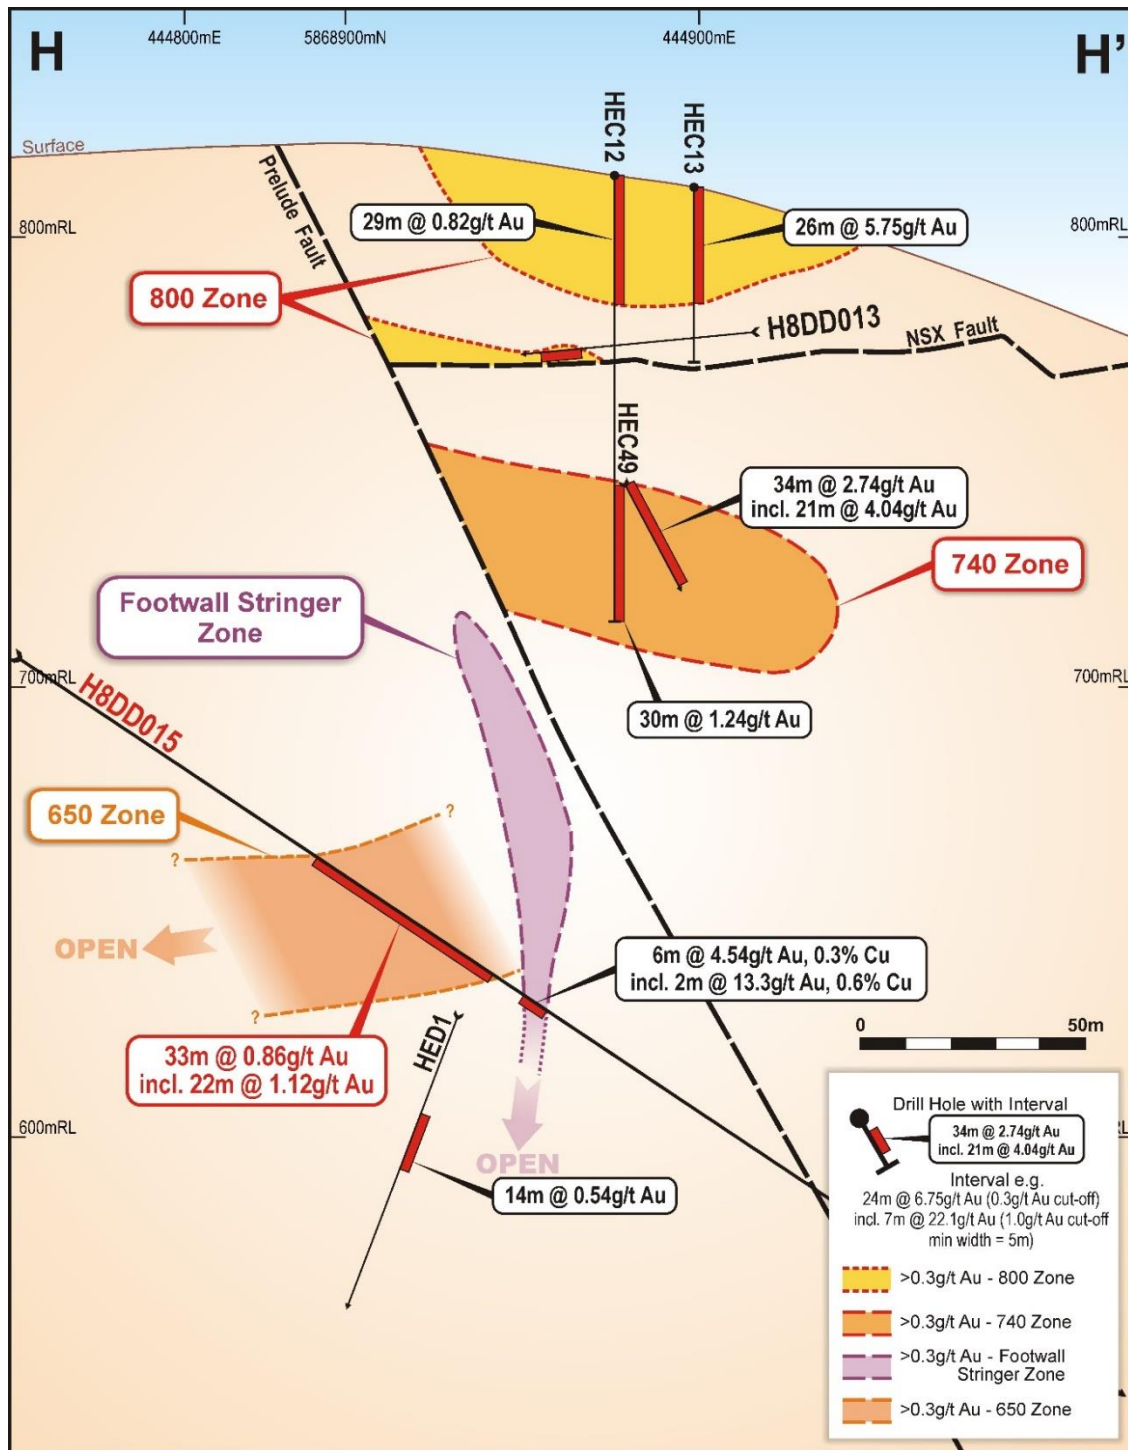 444800mE
5868900mN
444900mE
H
H'
Surface
HEC12
HEC13
Prelude Fault
800mRL
800mRL
29m @ 0.82g/t Au
26m @ 5.75g/t Au
800 Zone
H8DD013
NSX Fault
HEC49
34m @ 2.74g/t Au
incl. 21m @ 4.04g/t Au
740 Zone
Footwall Stringer
Zone
700mRL
700mRL
H8DD015
30m @ 1.24g/t Au
650 Zone
?
?
OPEN
?
6m @ 4.54g/t Au, 0.3% Cu
incl. 2m @ 13.3g/t Au, 0.6% Cu
HED1
33m @ 0.86g/t Au
incl. 22m @ 1.12g/t Au
0
50m
600mRL
OPEN
14m @ 0.54g/t Au
Drill Hole with Interval
34m @ 2.74g/t Au
incl. 21m @ 4.04g/t Au
Interval e.g.
24m @ 6.75g/t Au (0.3g/t Au cut-off)
incl. 7m @ 22.1g/t Au (1.0g/t Au cut-off
min width = 5m)
>0.3g/t Au - 800 Zone
>0.3g/t Au - 740 Zone
>0.3g/t Au - Footwall
Stringer Zone
>0.3g/t Au - 650 Zone